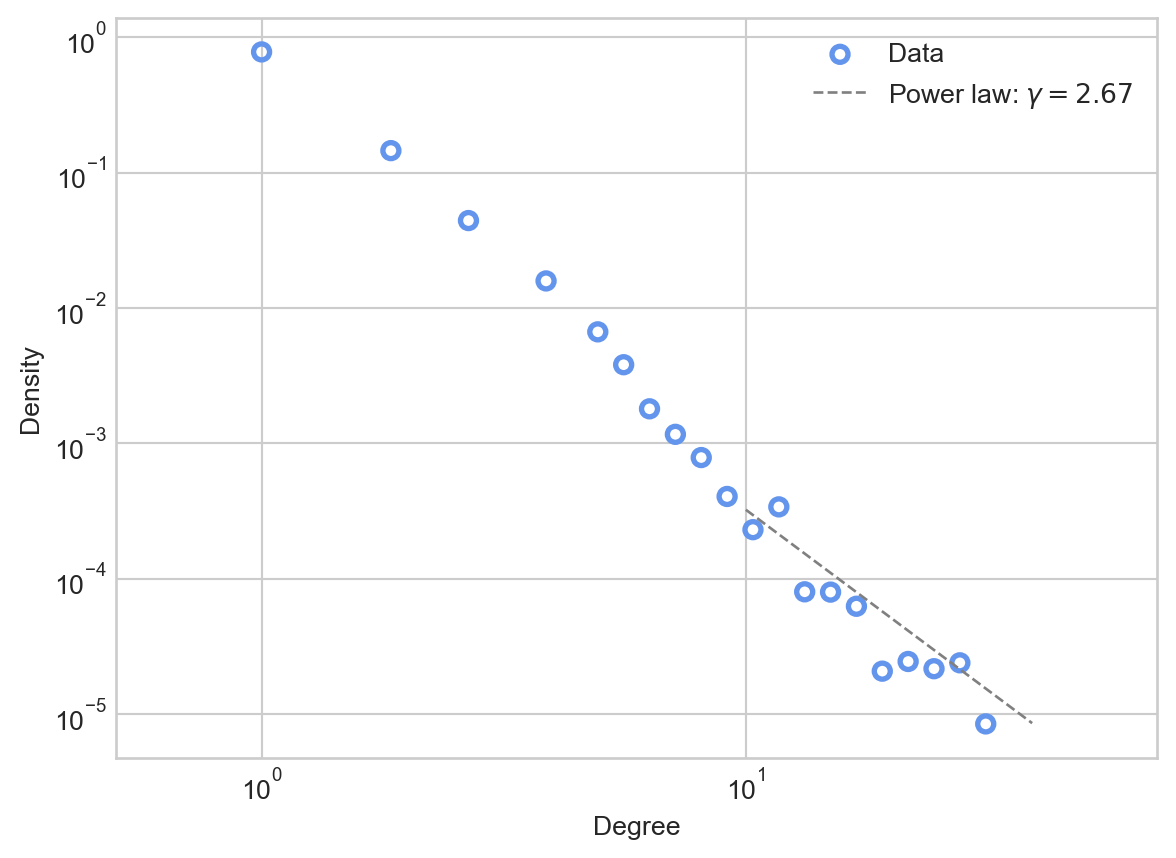 10⁰
Data
Power law: γ = 2.67
10⁻¹
10⁻²
Density
10⁻³
10⁻⁴
10⁻⁵
10⁰
10¹
Degree